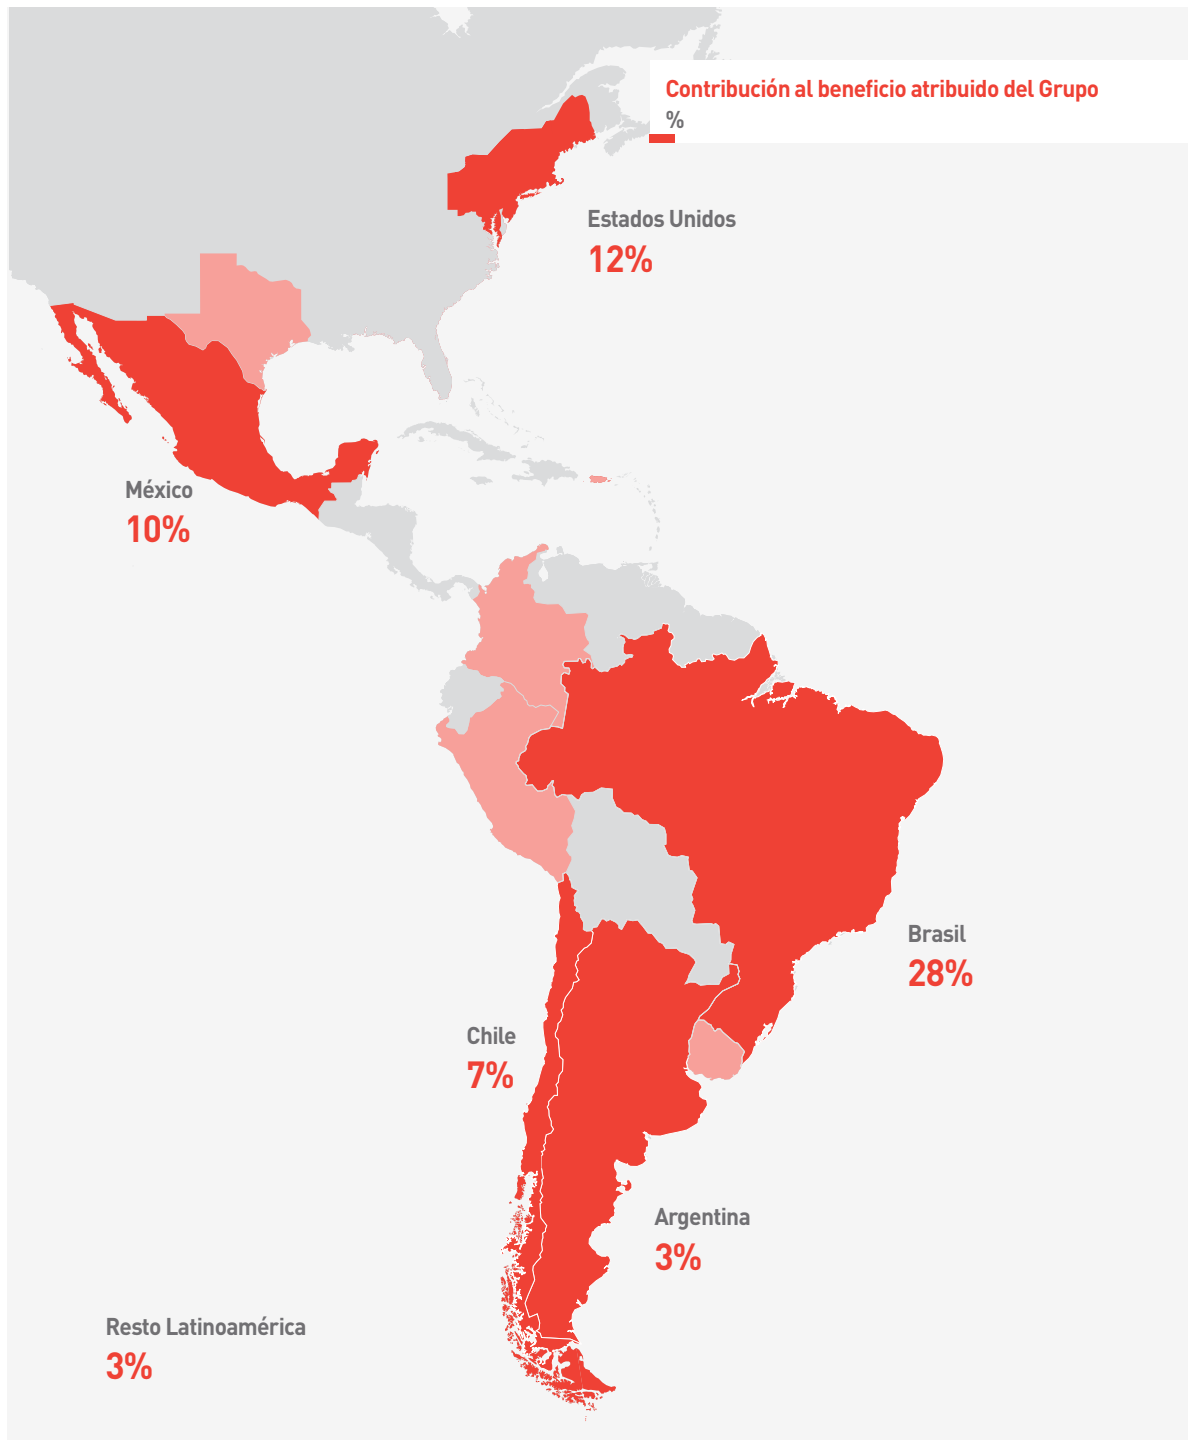 Contribución al beneficio atribuido del Grupo
%
Estados Unidos
12%
México
10%
Brasil
28%
Chile
7%
Argentina
3%
Resto Latinoamérica
3%